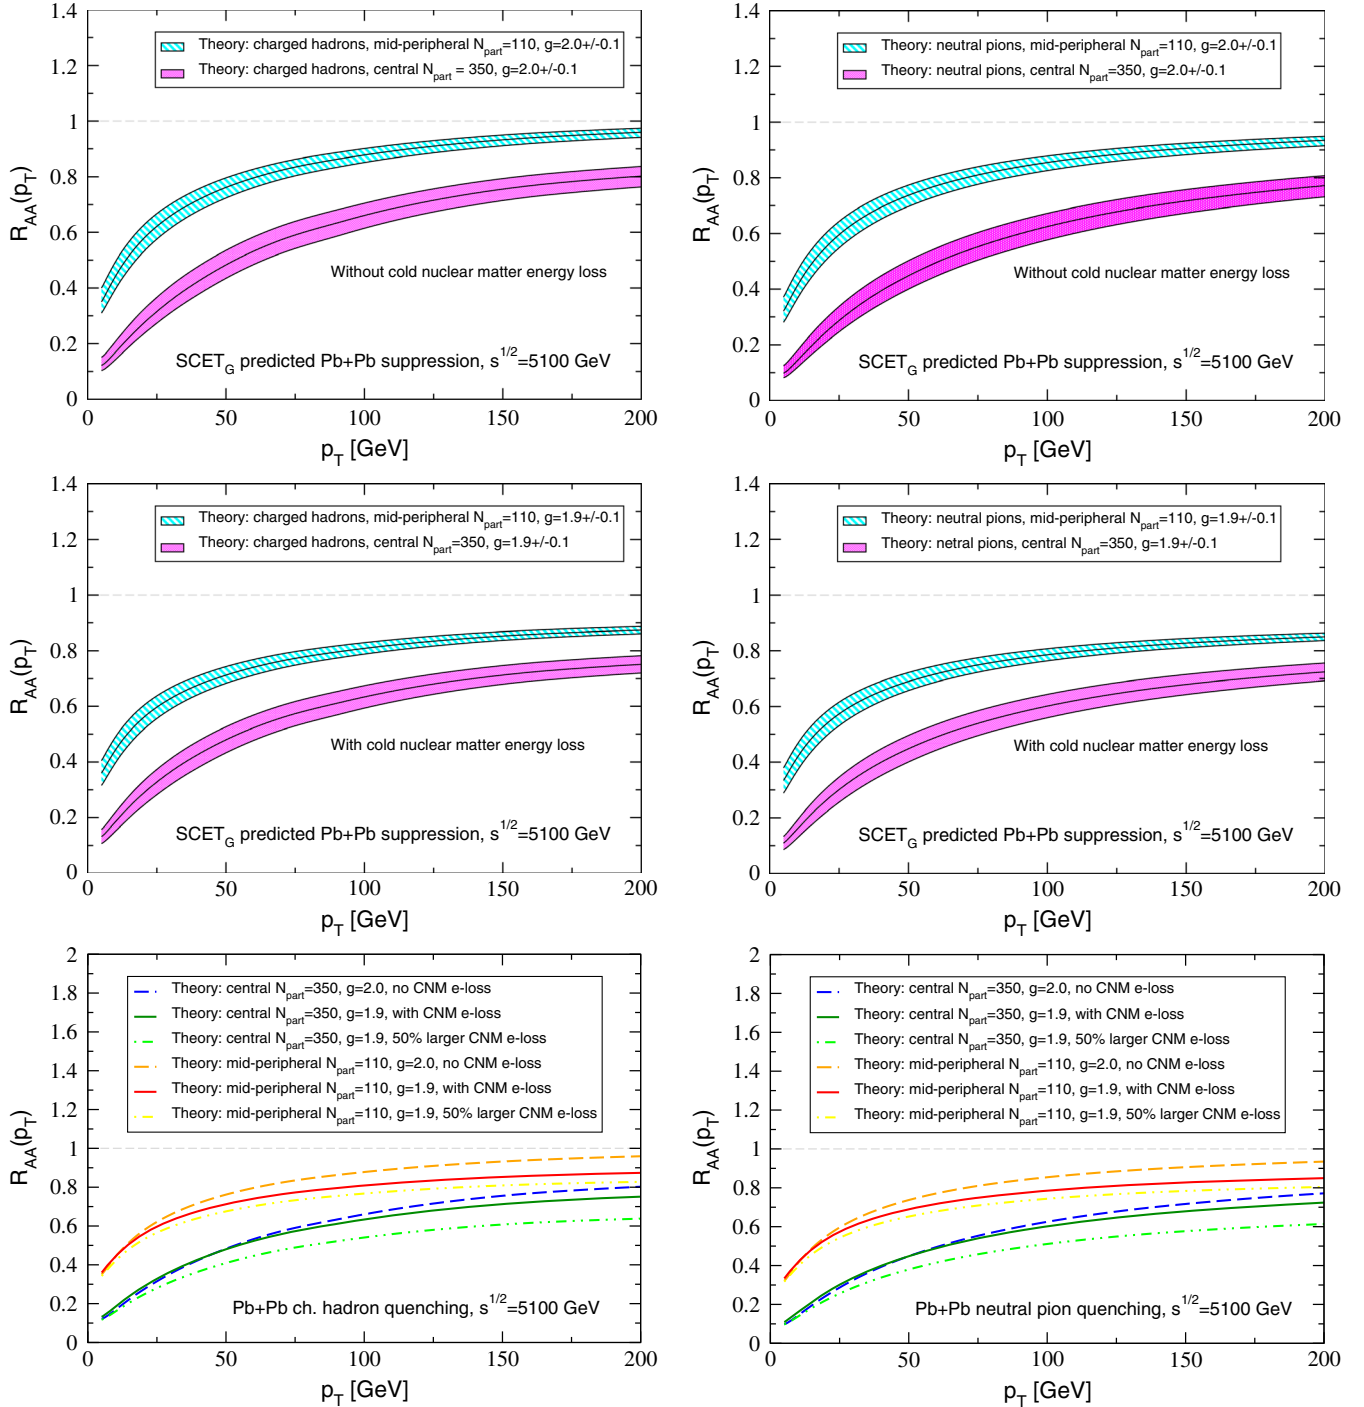 1.4
1.2
1
0.8
0.6
0.4
0.2
0
R_AA(p_T)
Theory: charged hadrons, mid-peripheral N_part=110, g=2.0+/-0.1
Theory: charged hadrons, central N_part = 350, g=2.0+/-0.1
Without cold nuclear matter energy loss
SCET_G predicted Pb+Pb suppression, s^1/2=5100 GeV
0 50 100 150 200
p_T [GeV]
1.4
1.2
1
0.8
0.6
0.4
0.2
0
R_AA(p_T)
Theory: neutral pions, mid-peripheral N_part=110, g=2.0+/-0.1
Theory: neutral pions, central N_part=350, g=2.0+/-0.1
Without cold nuclear matter energy loss
SCET_G predicted Pb+Pb suppression, s^1/2=5100 GeV
0 50 100 150 200
p_T [GeV]
1.4
1.2
1
0.8
0.6
0.4
0.2
0
R_AA(p_T)
Theory: charged hadrons, mid-peripheral N_part=110, g=1.9+/-0.1
Theory: charged hadrons, central N_part=350, g=1.9+/-0.1
With cold nuclear matter energy loss
SCET_G predicted Pb+Pb suppression, s^1/2=5100 GeV
0 50 100 150 200
p_T [GeV]
1.4
1.2
1
0.8
0.6
0.4
0.2
0
R_AA(p_T)
Theory: neutral pions, mid-peripheral N_part=110, g=1.9+/-0.1
Theory: netral pions, central N_part=350, g=1.9+/-0.1
With cold nuclear matter energy loss
SCET_G predicted Pb+Pb suppression, s^1/2=5100 GeV
0 50 100 150 200
p_T [GeV]
2
1.8
1.6
1.4
1.2
1
0.8
0.6
0.4
0.2
0
R_AA(p_T)
Theory: central N_part=350, g=2.0, no CNM e-loss
Theory: central N_part=350, g=1.9, with CNM e-loss
Theory: central N_part=350, g=1.9, 50% larger CNM e-loss
Theory: mid-peripheral N_part=110, g=2.0, no CNM e-loss
Theory: mid-peripheral N_part=110, g=1.9, with CNM e-loss
Theory: mid-peripheral N_part=110, g=1.9, 50% larger CNM e-loss
Pb+Pb ch. hadron quenching, s^1/2=5100 GeV
0 50 100 150 200
p_T [GeV]
2
1.8
1.6
1.4
1.2
1
0.8
0.6
0.4
0.2
0
R_AA(p_T)
Theory: central N_part=350, g=2.0, no CNM e-loss
Theory: central N_part=350, g=1.9, with CNM e-loss
Theory: central N_part=350, g=1.9, 50% larger CNM e-loss
Theory: mid-peripheral N_part=110, g=2.0, no CNM e-loss
Theory: mid-peripheral N_part=110, g=1.9, with CNM e-loss
Theory: mid-peripheral N_part=110, g=1.9, 50% larger CNM e-loss
Pb+Pb neutral pion quenching, s^1/2=5100 GeV
0 50 100 150 200
p_T [GeV]